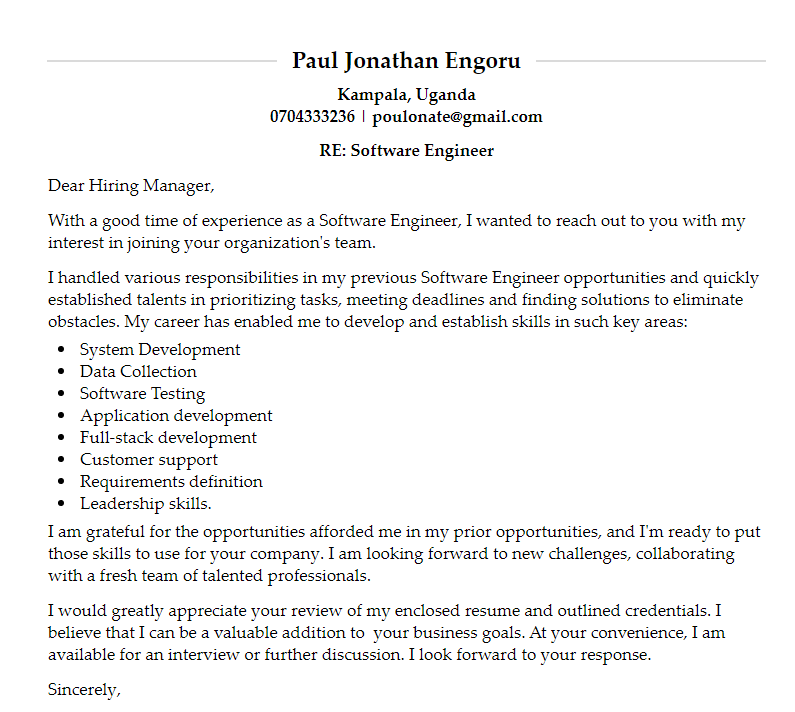 Paul Jonathan Engoru
Kampala, Uganda
0704333236 | poulonate@gmail.com
RE: Software Engineer
Dear Hiring Manager,
With a good time of experience as a Software Engineer, I wanted to reach out to you with my
interest in joining your organization's team.
I handled various responsibilities in my previous Software Engineer opportunities and quickly
established talents in prioritizing tasks, meeting deadlines and finding solutions to eliminate
obstacles. My career has enabled me to develop and establish skills in such key areas:
• System Development
• Data Collection
• Software Testing
• Application development
• Full-stack development
• Customer support
• Requirements definition
• Leadership skills.
I am grateful for the opportunities afforded me in my prior opportunities, and I'm ready to put
those skills to use for your company. I am looking forward to new challenges, collaborating
with a fresh team of talented professionals.
I would greatly appreciate your review of my enclosed resume and outlined credentials. I
believe that I can be a valuable addition to  your business goals. At your convenience, I am
available for an interview or further discussion. I look forward to your response.
Sincerely,